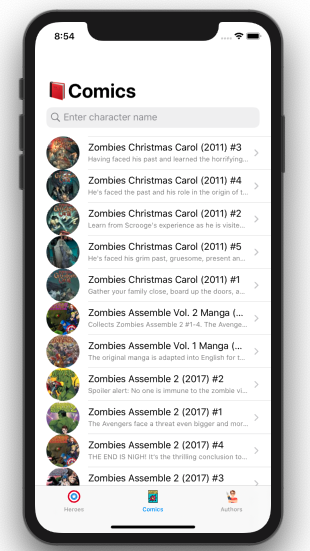 8:54
Comics
Enter character name
Zombies Christmas Carol (2011) #3
Having faced his past and learned the horrifying...
Zombies Christmas Carol (2011) #4
He's faced the past and his role in the origin of t...
Zombies Christmas Carol (2011) #2
Learn from Scrooge's experience as he is visite...
Zombies Christmas Carol (2011) #5
He's faced his grim past, gruesome, present an...
Zombies Christmas Carol (2011) #1
Gather your family close, board up the doors, a...
Zombies Assemble Vol. 2 Manga (...
Collects Zombies Assemble 2 #1-4. The Avenge...
Zombies Assemble Vol. 1 Manga (...
The original manga is adapted into English for t...
Zombies Assemble 2 (2017) #2
Spoiler alert: No one is immune to the zombie vi...
Zombies Assemble 2 (2017) #1
The Avengers face a threat even bigger and mor...
Zombies Assemble 2 (2017) #4
THE END IS NIGH! It's the thrilling conclusion to...
Zombies Assemble 2 (2017) #3
Heroes
Comics
Authors